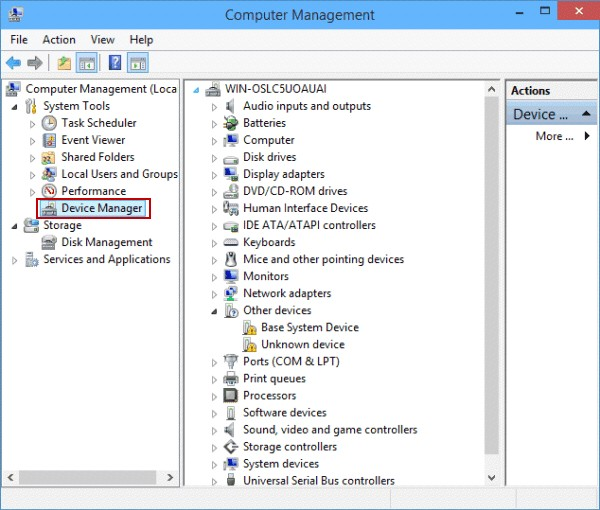 Computer Management
File Action View Help
Computer Management (Loca
System Tools
Task Scheduler
Event Viewer
Shared Folders
Local Users and Groups
Performance
Device Manager
Storage
Disk Management
Services and Applications
WIN-OSLC5UOAUAI
Audio inputs and outputs
Batteries
Computer
Disk drives
Display adapters
DVD/CD-ROM drives
Human Interface Devices
IDE ATA/ATAPI controllers
Keyboards
Mice and other pointing devices
Monitors
Network adapters
Other devices
Base System Device
Unknown device
Ports (COM & LPT)
Print queues
Processors
Software devices
Sound, video and game controllers
Storage controllers
System devices
Universal Serial Bus controllers
Actions
Device ...
More ...